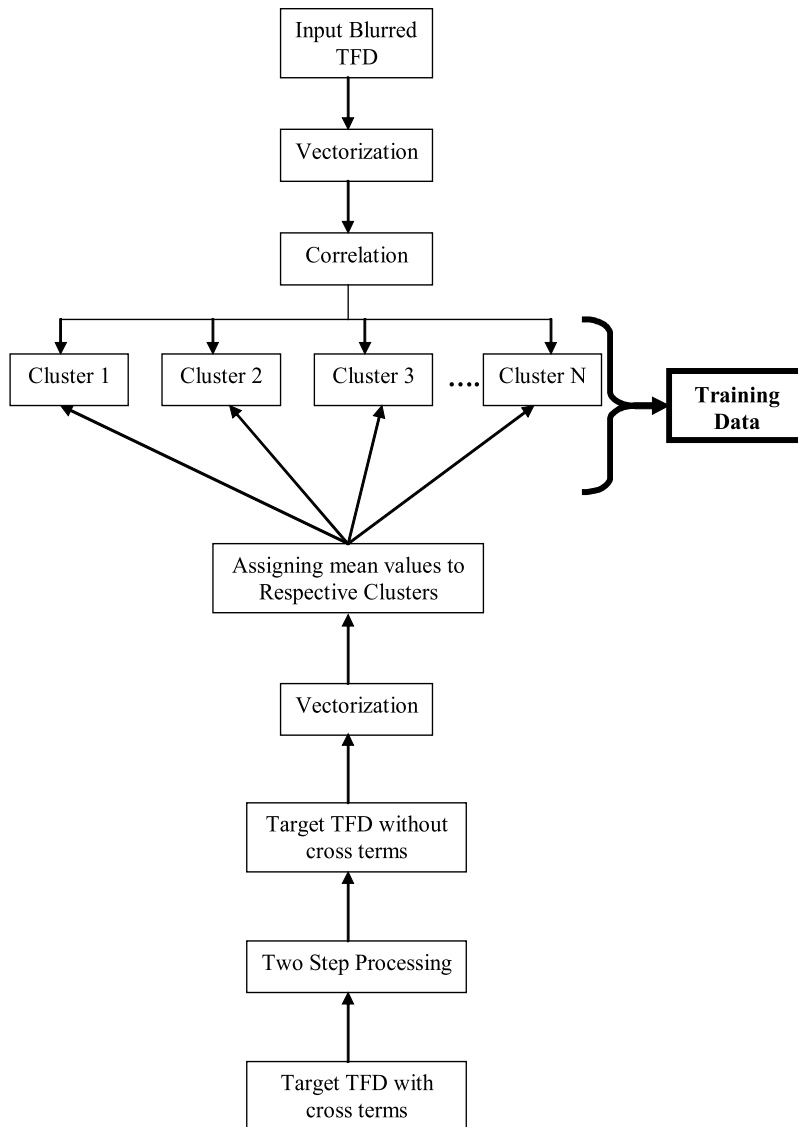 Input Blurred
TFD
Vectorization
Correlation
Cluster 1
Cluster 2
Cluster 3
....
Cluster N
Training
Data
Assigning mean values to
Respective Clusters
Vectorization
Target TFD without
cross terms
Two Step Processing
Target TFD with
cross terms